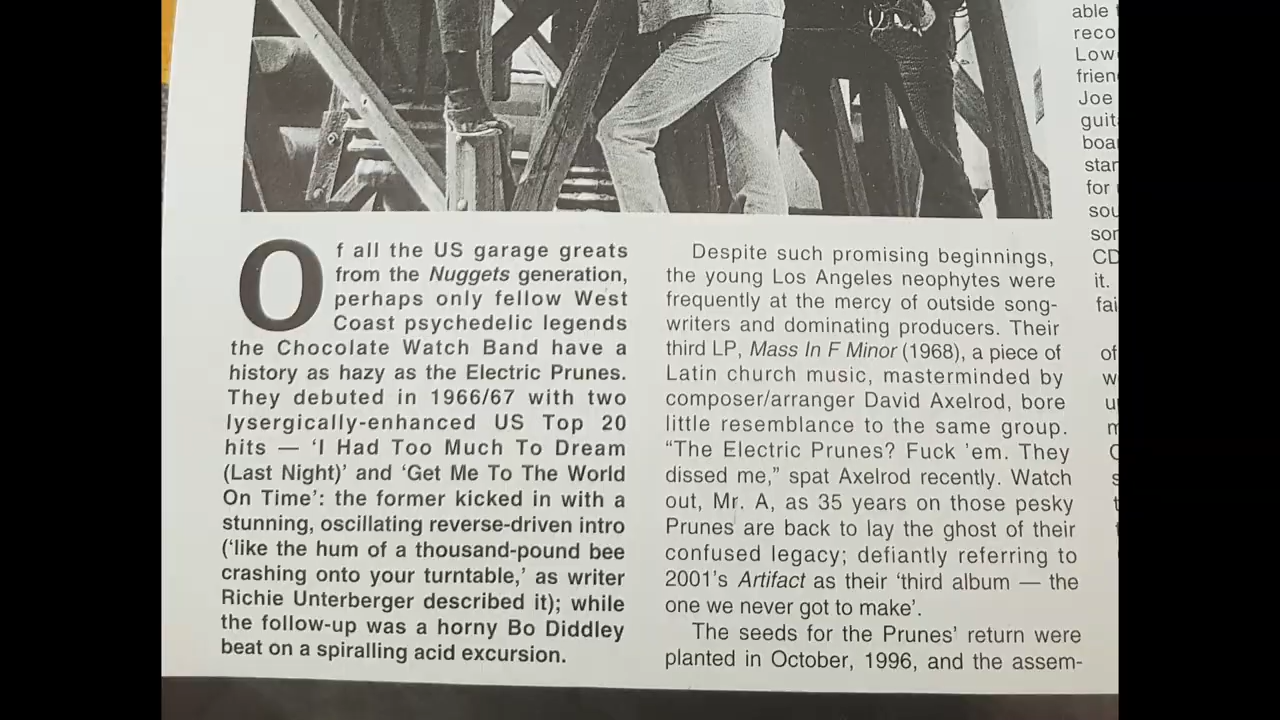 Of all the US garage greats
from the Nuggets generation,
perhaps only fellow West
Coast psychedelic legends
the Chocolate Watch Band have a
history as hazy as the Electric Prunes.
They debuted in 1966/67 with two
lysergically-enhanced US Top 20
hits — ‘I Had Too Much To Dream
(Last Night)’ and ‘Get Me To The World
On Time’: the former kicked in with a
stunning, oscillating reverse-driven intro
(‘like the hum of a thousand-pound bee
crashing onto your turntable,’ as writer
Richie Unterberger described it); while
the follow-up was a horny Bo Diddley
beat on a spiralling acid excursion.
Despite such promising beginnings,
the young Los Angeles neophytes were
frequently at the mercy of outside song-
writers and dominating producers. Their
third LP, Mass In F Minor (1968), a piece of
Latin church music, masterminded by
composer/arranger David Axelrod, bore
little resemblance to the same group.
“The Electric Prunes? Fuck ’em. They
dissed me,” spat Axelrod recently. Watch
out, Mr. A, as 35 years on those pesky
Prunes are back to lay the ghost of their
confused legacy; defiantly referring to
2001’s Artifact as their ‘third album — the
one we never got to make’.
The seeds for the Prunes’ return were
planted in October, 1996, and the assem-
able
Joe
for
CD
it.
of